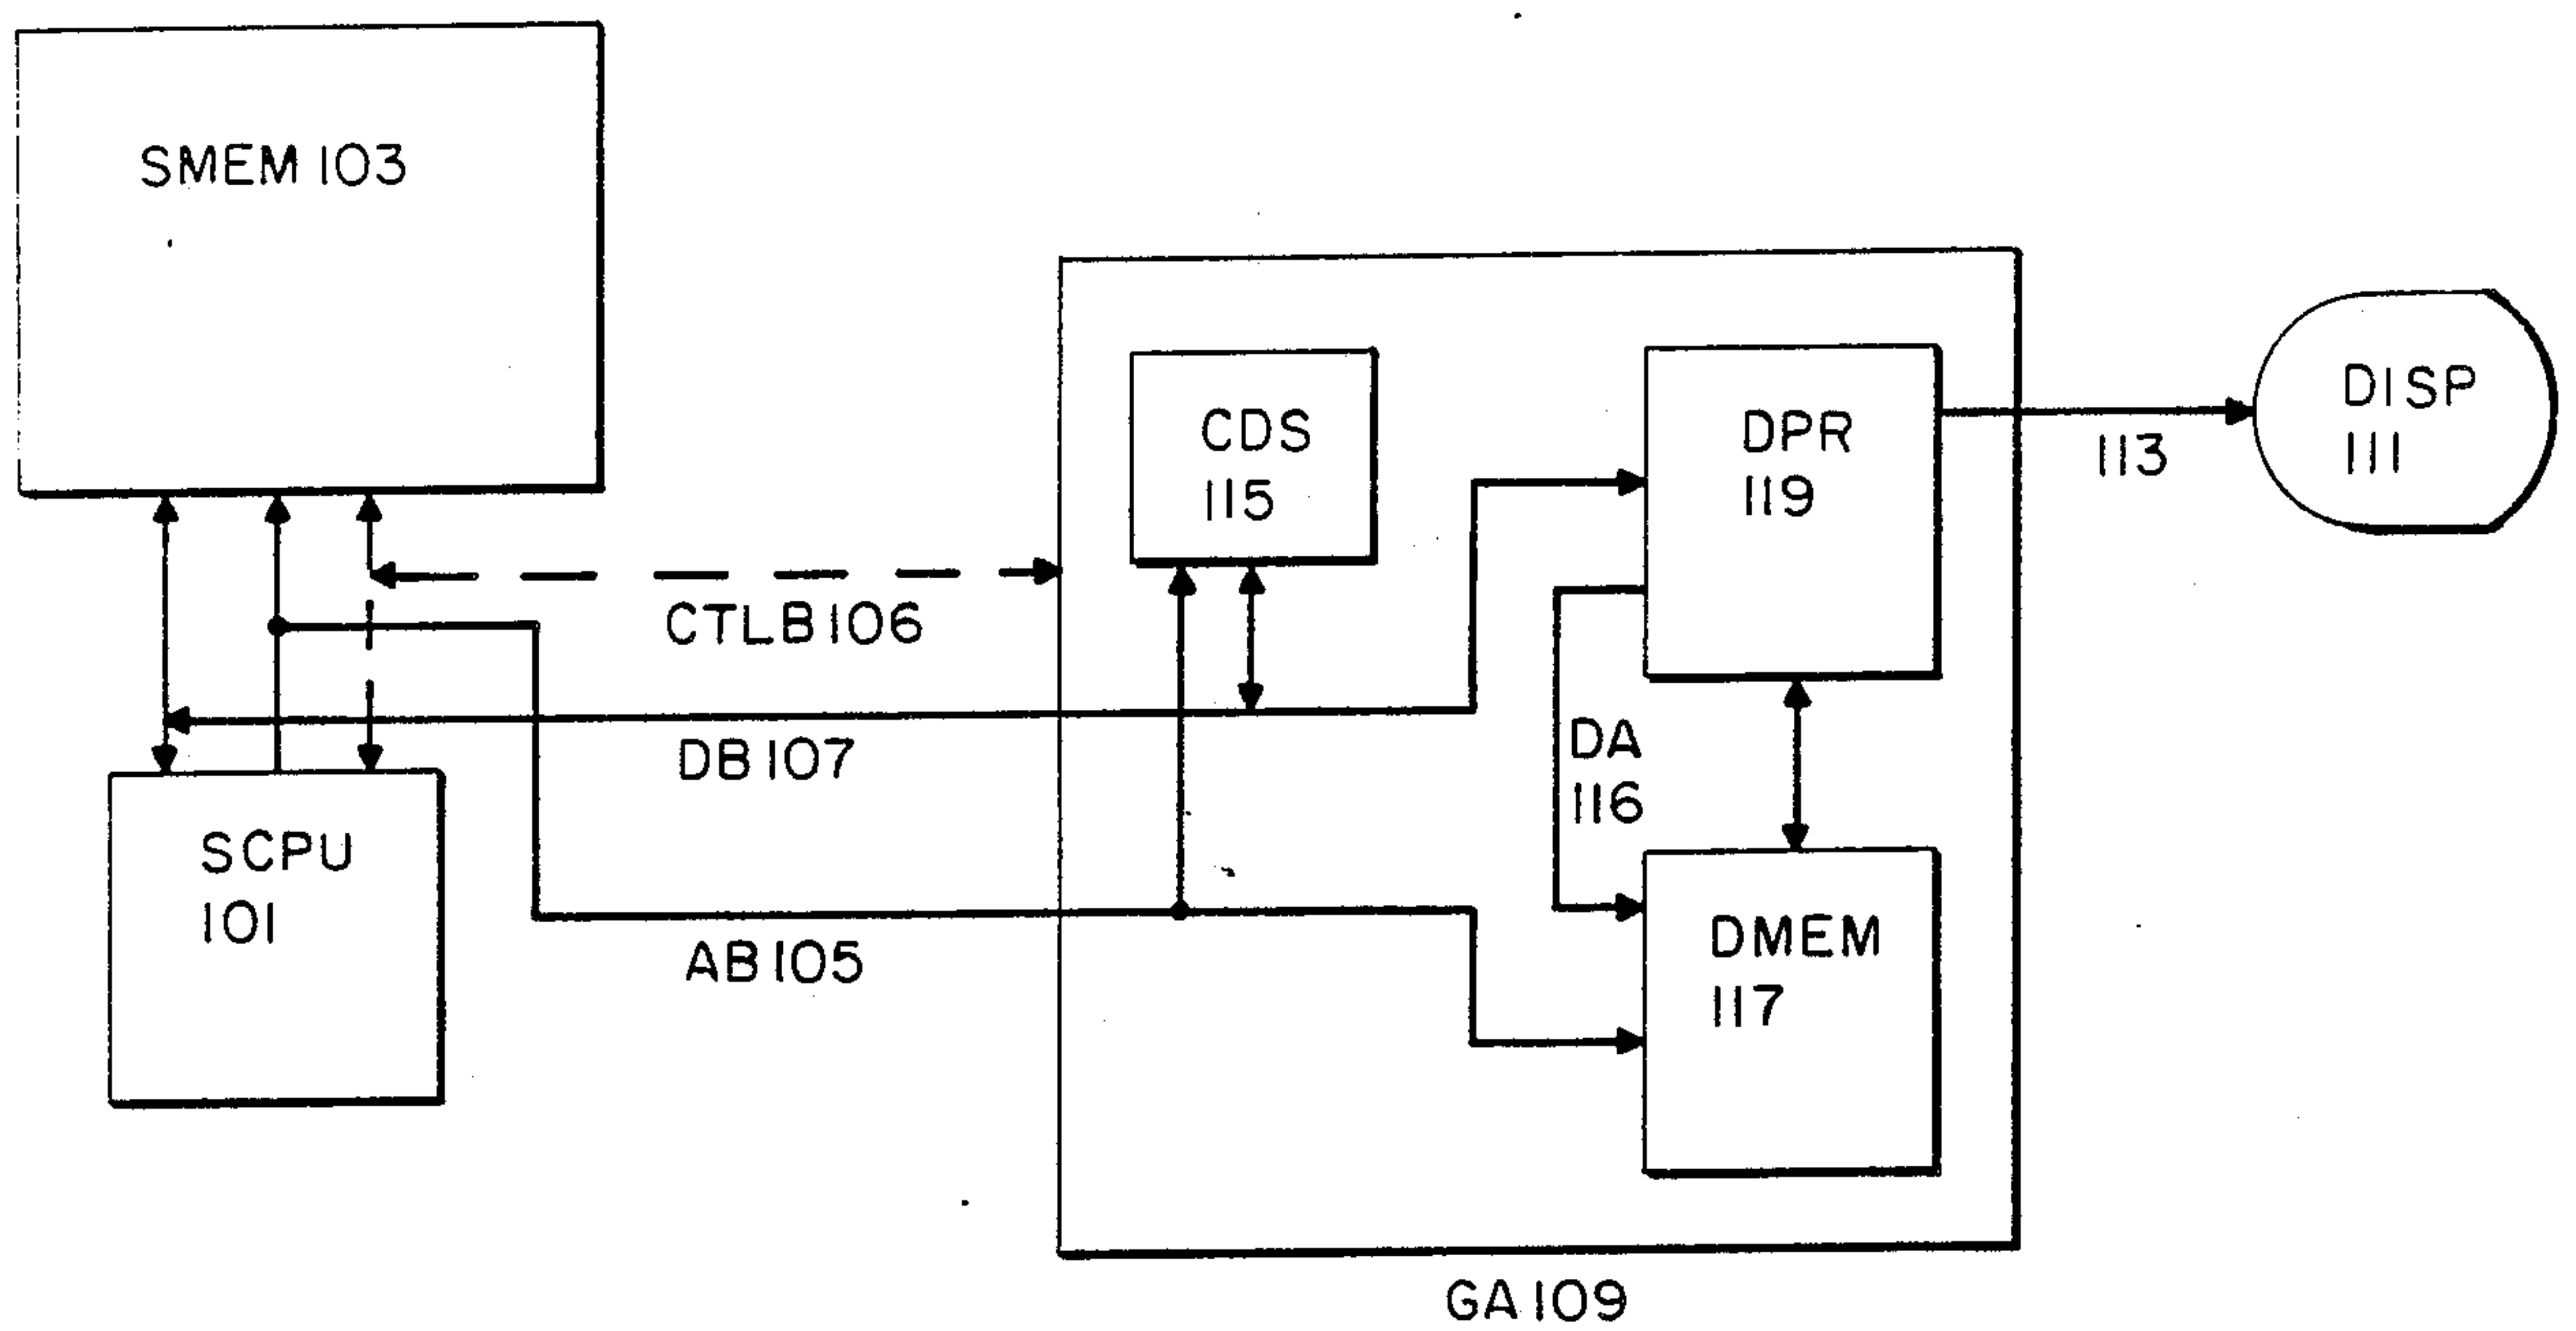 SMEM 103
CDS
115
DPR
119
DISP
111
113
CTLB 106
DA
116
DB 107
SCPU
101
DMEM
117
AB 105
GA 109